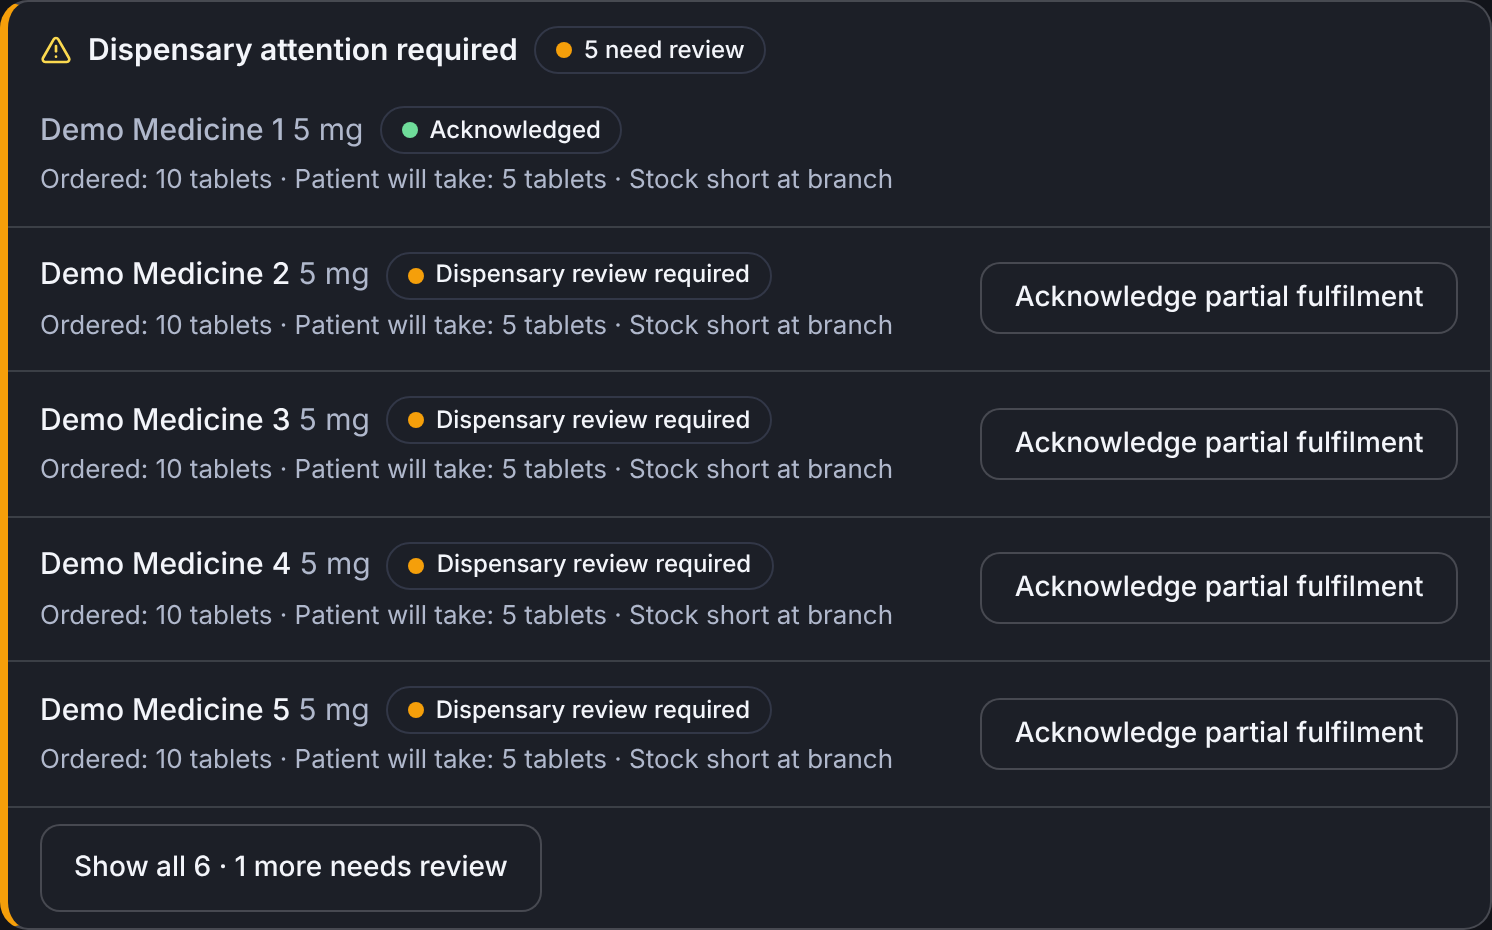 Dispensary attention required 5 need review
Demo Medicine 1 5 mg Acknowledged
Ordered: 10 tablets · Patient will take: 5 tablets · Stock short at branch
Demo Medicine 2 5 mg Dispensary review required
Ordered: 10 tablets · Patient will take: 5 tablets · Stock short at branch
Acknowledge partial fulfilment
Demo Medicine 3 5 mg Dispensary review required
Ordered: 10 tablets · Patient will take: 5 tablets · Stock short at branch
Acknowledge partial fulfilment
Demo Medicine 4 5 mg Dispensary review required
Ordered: 10 tablets · Patient will take: 5 tablets · Stock short at branch
Acknowledge partial fulfilment
Demo Medicine 5 5 mg Dispensary review required
Ordered: 10 tablets · Patient will take: 5 tablets · Stock short at branch
Acknowledge partial fulfilment
Show all 6 · 1 more needs review